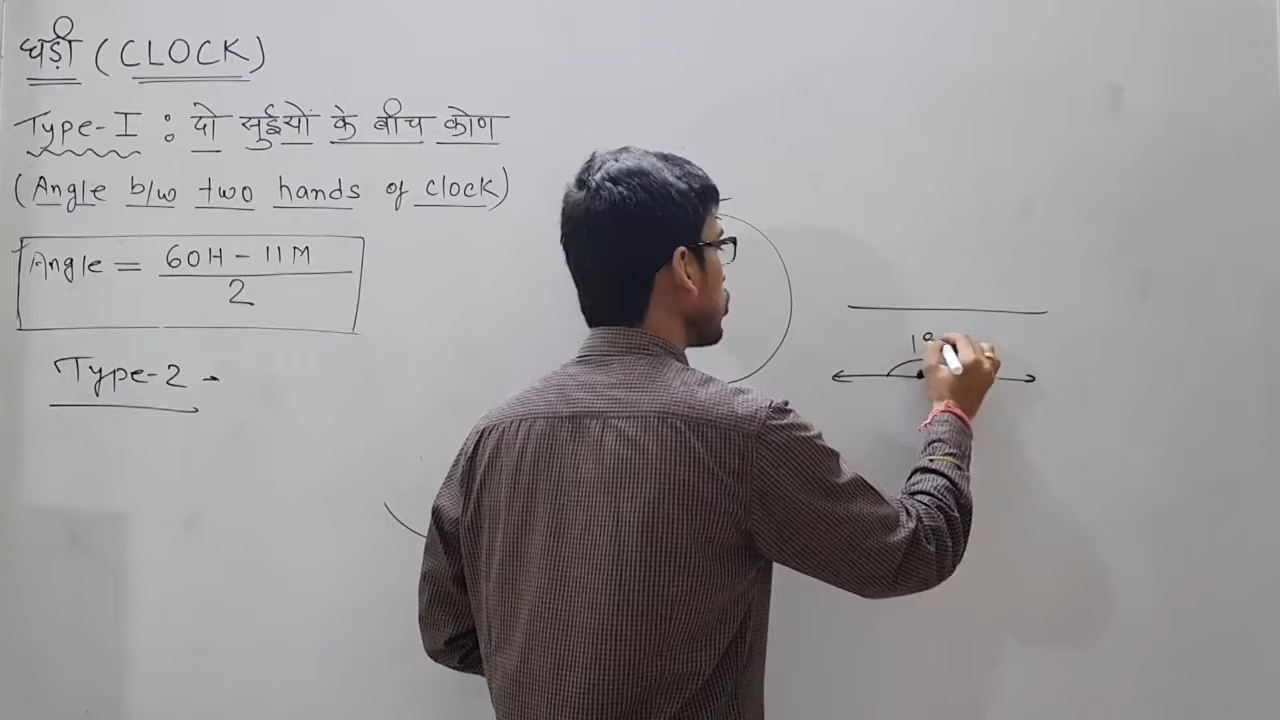 घड़ी (CLOCK)
Type-I : दो सुईयों के बीच कोण
(Angle b/w two hands of clock)
Angle = 60H - 11M / 2
Type-2